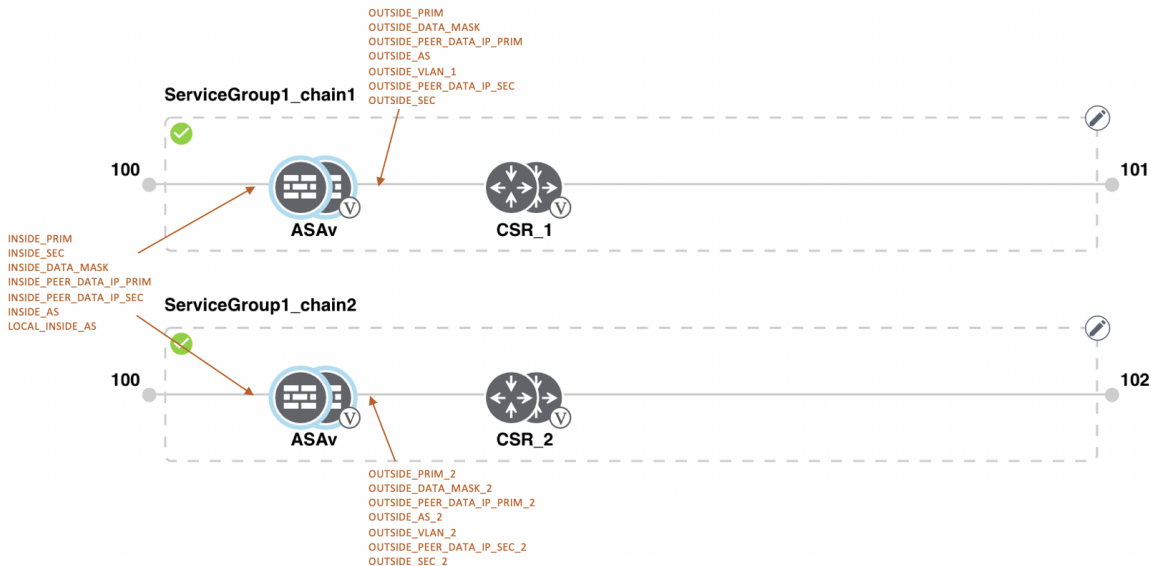 OUTSIDE_PRIM
OUTSIDE_DATA_MASK
OUTSIDE_PEER_DATA_IP_PRIM
OUTSIDE_AS
OUTSIDE_VLAN_1
OUTSIDE_PEER_DATA_IP_SEC
OUTSIDE_SEC
ServiceGroup1_chain1
100
101
V
V
ASAv
CSR_1
INSIDE_PRIM
INSIDE_SEC
INSIDE_DATA_MASK
INSIDE_PEER_DATA_IP_PRIM
INSIDE_PEER_DATA_IP_SEC
INSIDE_AS
LOCAL_INSIDE_AS
ServiceGroup1_chain2
100
102
V
V
ASAv
CSR_2
OUTSIDE_PRIM_2
OUTSIDE_DATA_MASK_2
OUTSIDE_PEER_DATA_IP_PRIM_2
OUTSIDE_AS_2
OUTSIDE_VLAN_2
OUTSIDE_PEER_DATA_IP_SEC_2
OUTSIDE_SEC_2